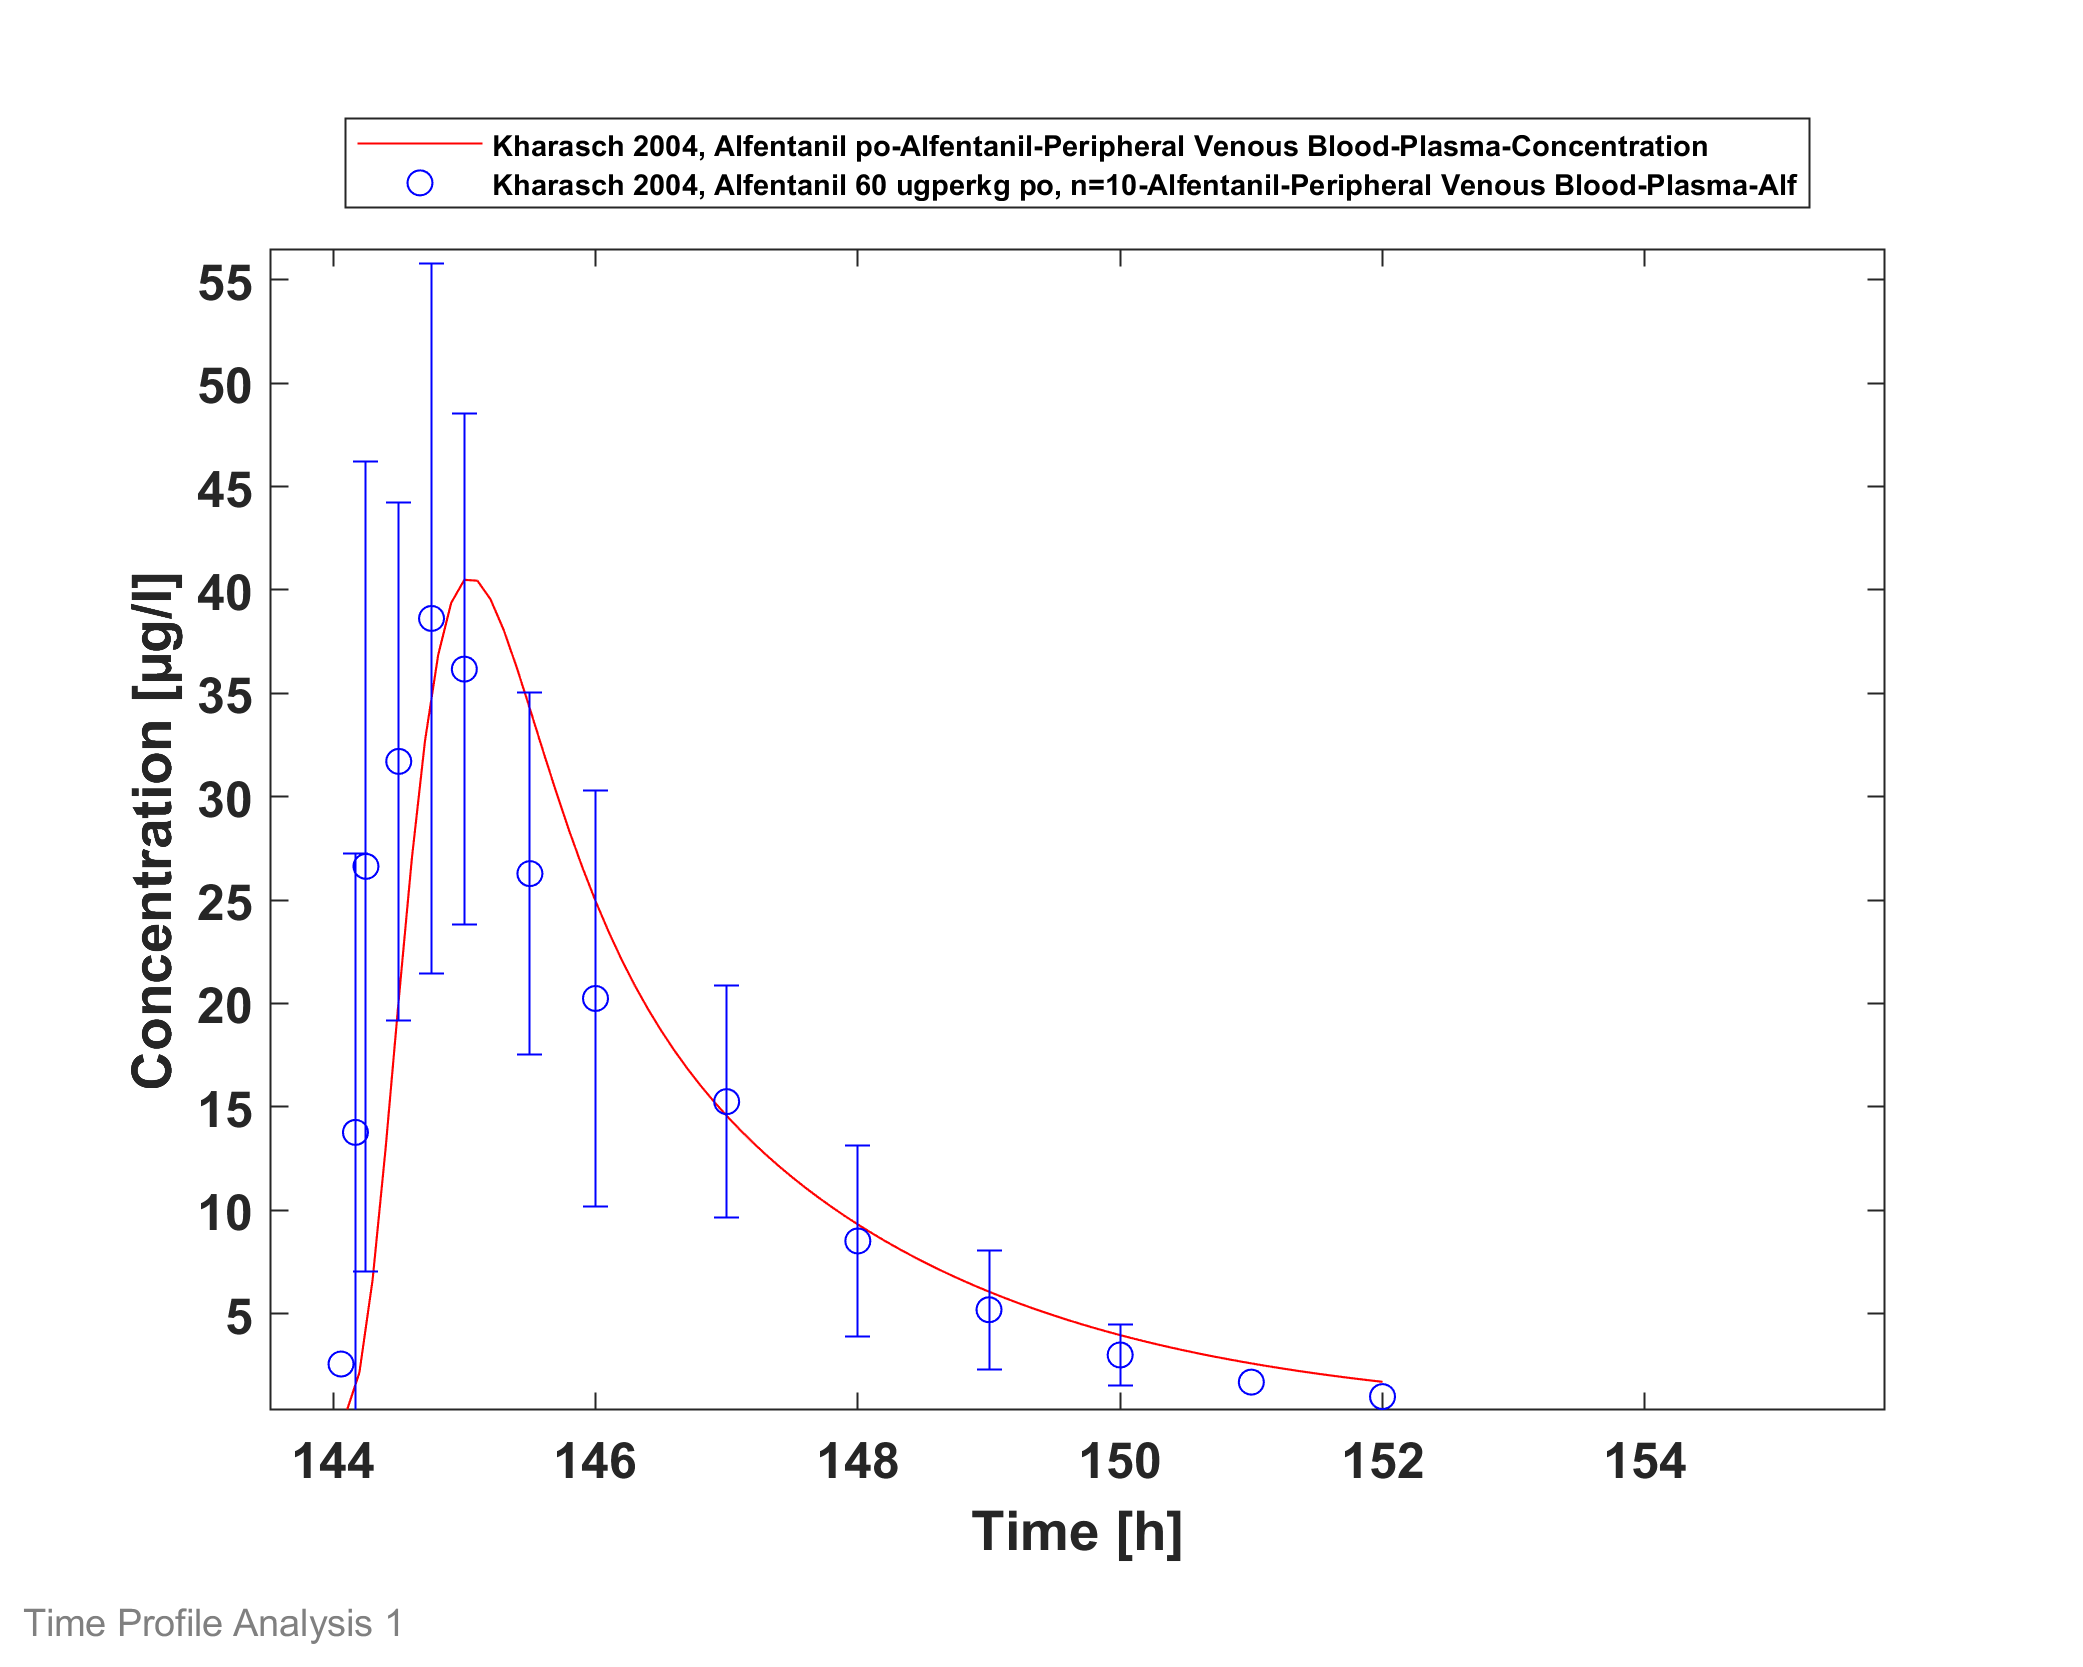 Kharasch 2004, Alfentanil po-Alfentanil-Peripheral Venous Blood-Plasma-Concentration
Kharasch 2004, Alfentanil 60 ugperkg po, n=10-Alfentanil-Peripheral Venous Blood-Plasma-Alf
55
50
45
40
35
30
25
20
15
10
5
Concentration [µg/l]
144 146 148 150 152 154
Time [h]
Time Profile Analysis 1